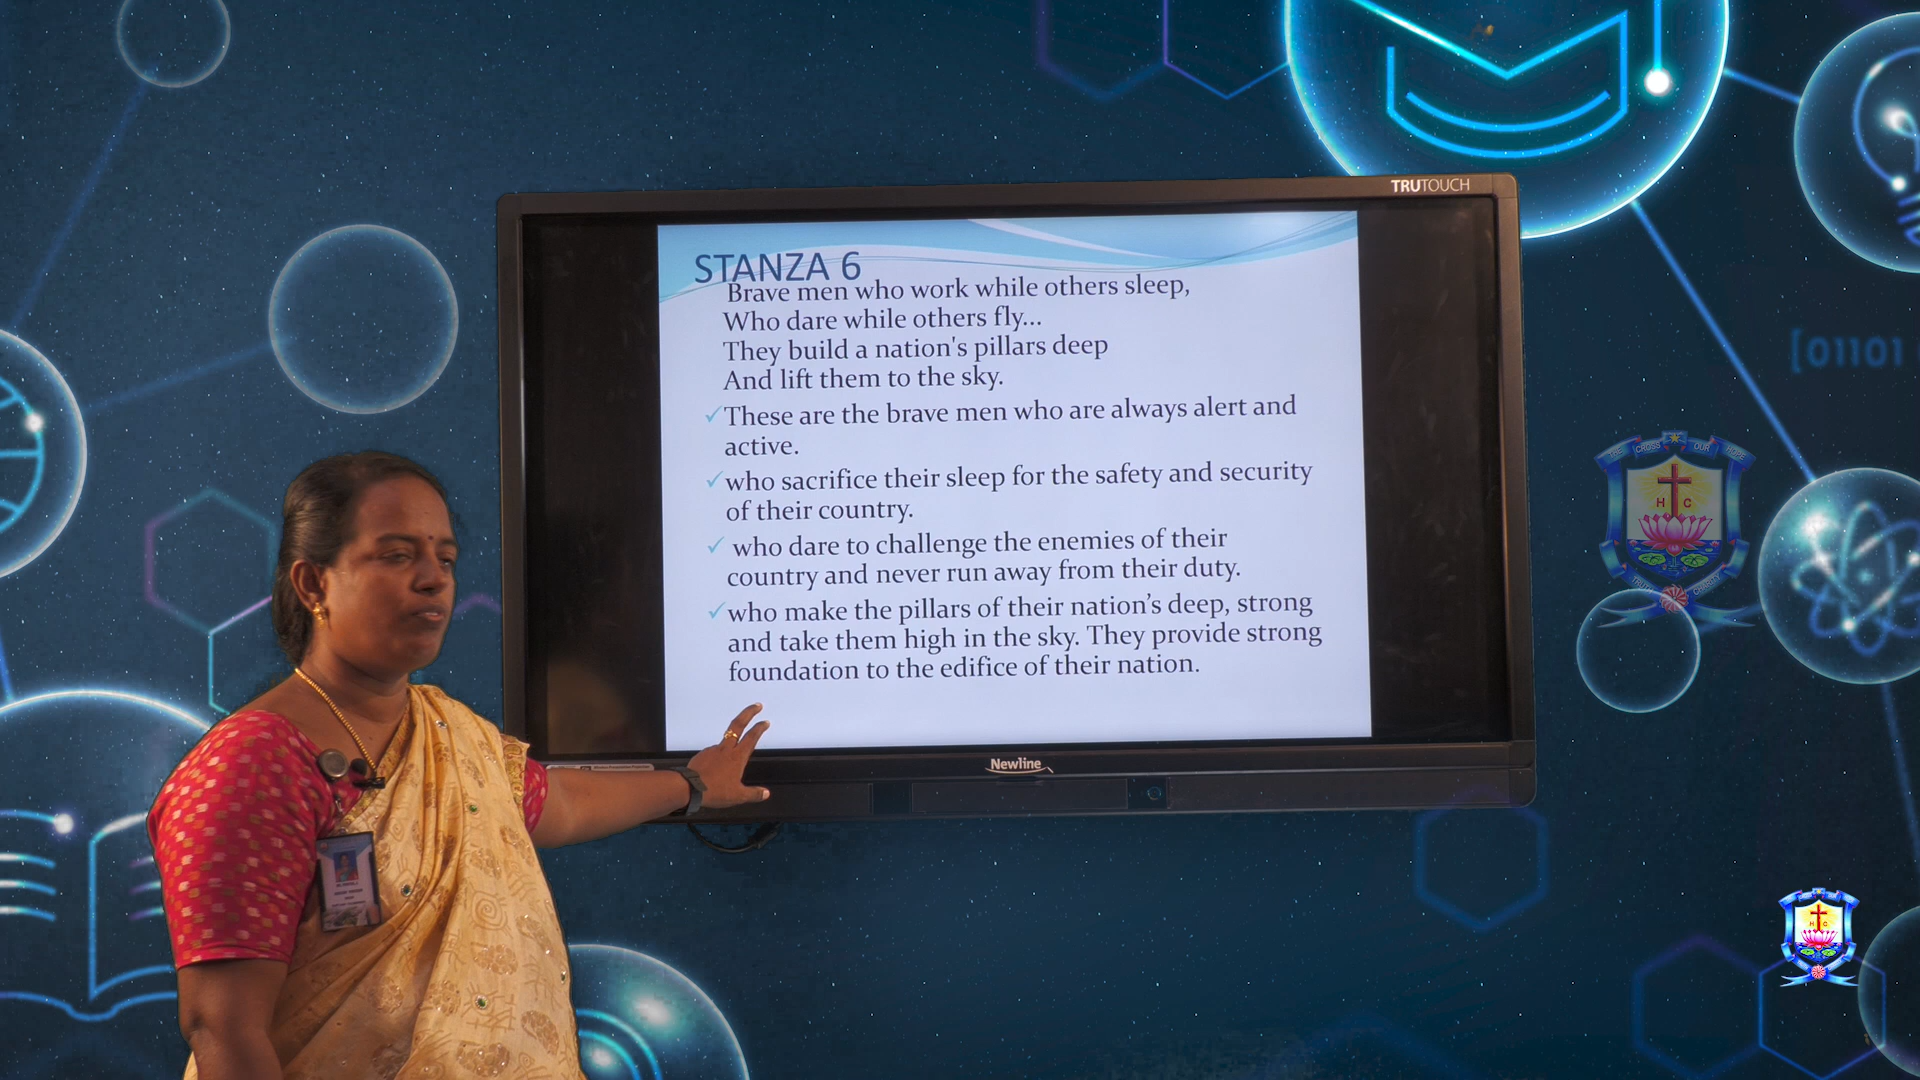 TRUTOUCH
STANZA 6
Brave men who work while others sleep,
Who dare while others fly...
They build a nation's pillars deep
And lift them to the sky.
✓These are the brave men who are always alert and
active.
✓who sacrifice their sleep for the safety and security
of their country.
✓ who dare to challenge the enemies of their
country and never run away from their duty.
✓who make the pillars of their nation’s deep, strong
and take them high in the sky. They provide strong
foundation to the edifice of their nation.
Newline
[01101
THE CROSS OUR HOPE
H C
H C